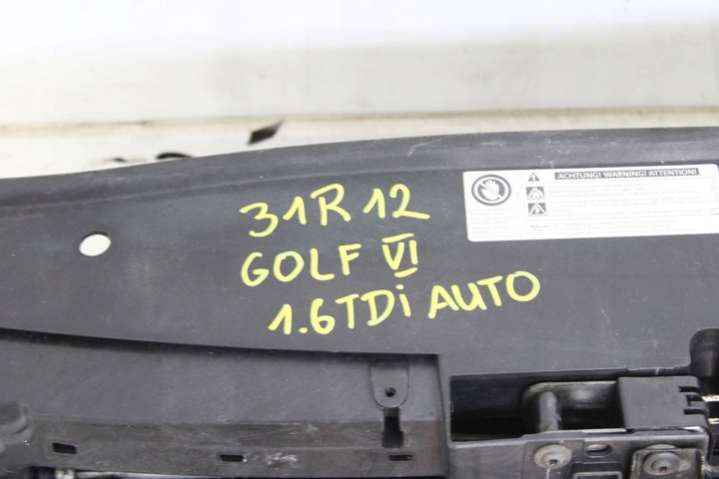 31R12
GOLF VI
1.6TDi AUTO
ACHTUNG! WARNING! ATTENTION!